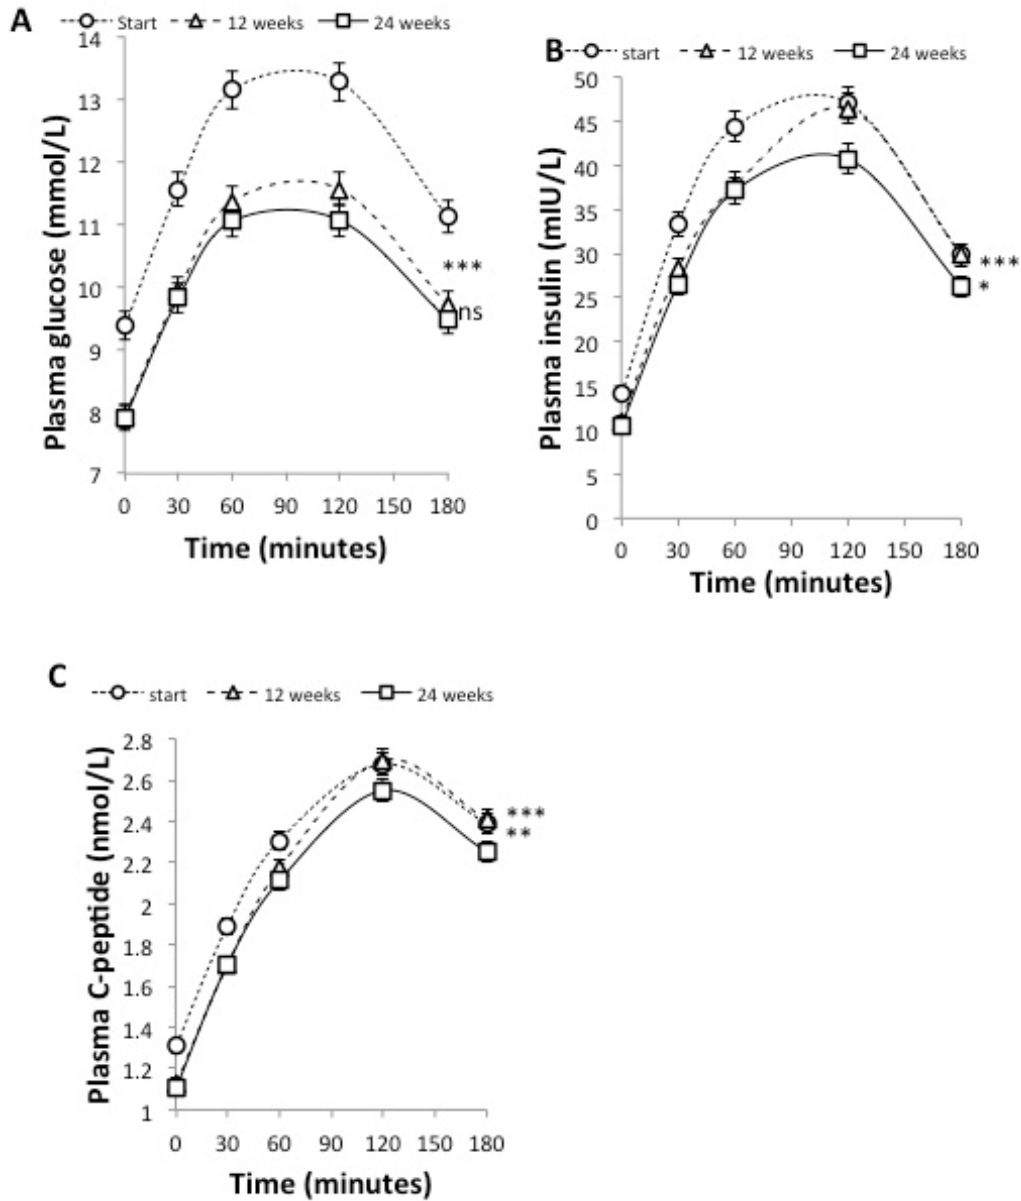 A
Start 12 weeks 24 weeks
14
13
12
11
10
9
8
7
Plasma glucose (mmol/L)
***
ns
0 30 60 90 120 150 180
Time (minutes)
B
start 12 weeks 24 weeks
50
45
40
35
30
25
20
15
10
5
0
Plasma insulin (mIU/L)
***
*
0 30 60 90 120 150 180
Time (minutes)
C
start 12 weeks 24 weeks
2.8
2.6
2.4
2.2
2
1.8
1.6
1.4
1.2
1
Plasma C-peptide (nmol/L)
***
**
0 30 60 90 120 150 180
Time (minutes)